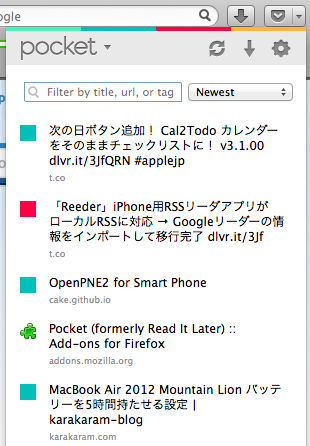 ogle
pocket
Filter by title, url, or tag
Newest
次の日ボタン追加！ Cal2Todo カレンダー
をそのままチェックリストに！ v3.1.00
dlvr.it/3JfQRN #applejp
t.co
「Reeder」iPhone用RSSリーダアプリが
ローカルRSSに対応 → Googleリーダーの情
報をインポートして移行完了 dlvr.it/3Jf
t.co
OpenPNE2 for Smart Phone
cake.github.io
Pocket (formerly Read It Later) ::
Add-ons for Firefox
addons.mozilla.org
MacBook Air 2012 Mountain Lion バッテ
リーを5時間持たせる設定 |
karakaram-blog
karakaram.com